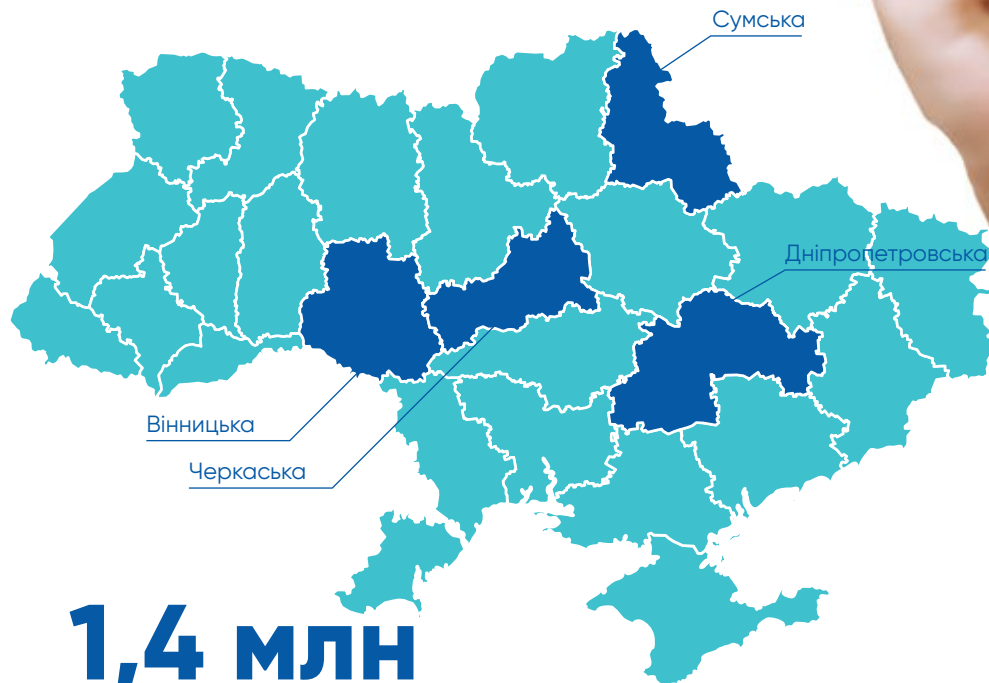 Сумська
Дніпропетровська
Вінницька
Черкаська
1,4 млн